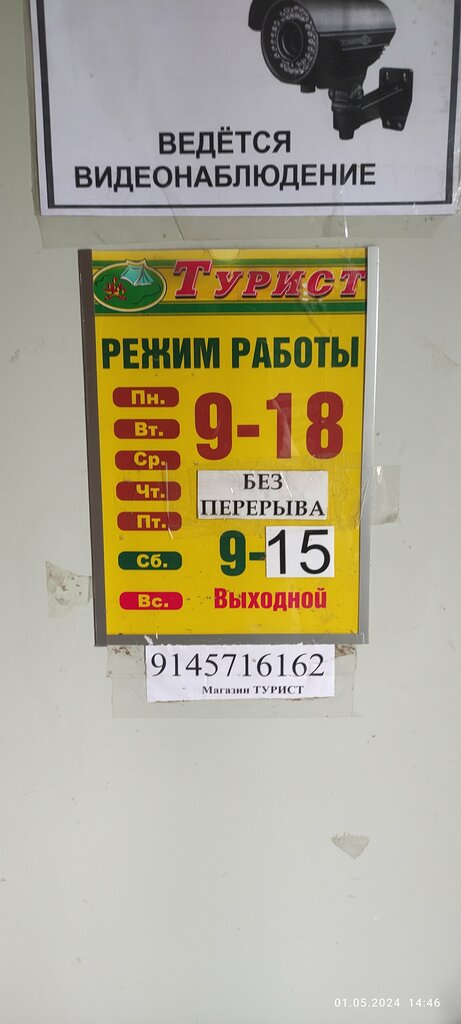 ВЕДЁТСЯ
ВИДЕОНАБЛЮДЕНИЕ
ТУРИСТ
РЕЖИМ РАБОТЫ
Пн.
Вт.
9-18
Ср.
Чт.
БЕЗ
ПЕРЕРЫВА
Пт.
Сб. 9-15
Вс. Выходной
9145716162
Магазин ТУРИСТ
01.05.2024 14:46